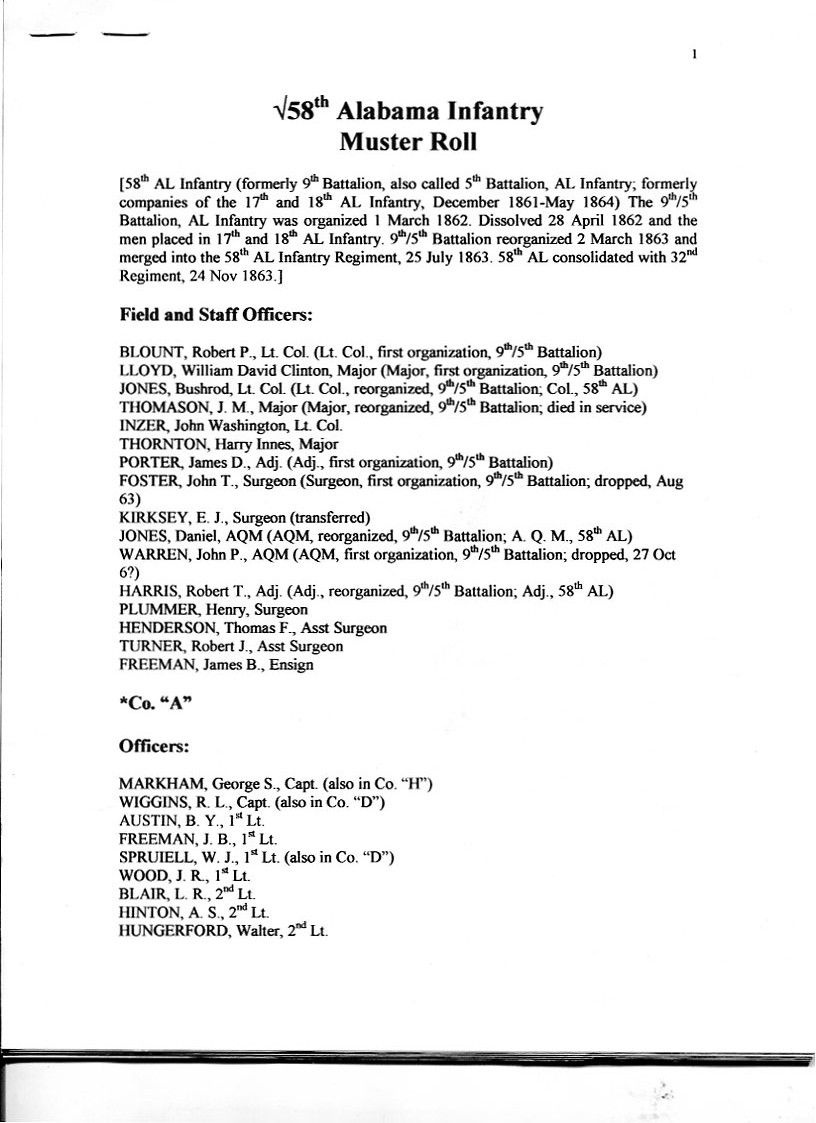 1
√58th Alabama Infantry
Muster Roll
[58th AL Infantry (formerly 9th Battalion, also called 5th Battalion, AL Infantry; formerly
companies of the 17th and 18th AL Infantry, December 1861-May 1864) The 9th/5th
Battalion, AL Infantry was organized 1 March 1862. Dissolved 28 April 1862 and the
men placed in 17th and 18th AL Infantry. 9th/5th Battalion reorganized 2 March 1863 and
merged into the 58th AL Infantry Regiment, 25 July 1863. 58th AL consolidated with 32nd
Regiment, 24 Nov 1863.]
Field and Staff Officers:
BLOUNT, Robert P., Lt. Col. (Lt. Col., first organization, 9th/5th Battalion)
LLOYD, William David Clinton, Major (Major, first organization, 9th/5th Battalion)
JONES, Bushrod, Lt. Col. (Lt. Col., reorganized, 9th/5th Battalion; Col., 58th AL)
THOMASON, J. M., Major (Major, reorganized, 9th/5th Battalion; died in service)
INZER, John Washington, Lt. Col.
THORNTON, Harry Innes, Major
PORTER, James D., Adj. (Adj., first organization, 9th/5th Battalion)
FOSTER, John T., Surgeon (Surgeon, first organization, 9th/5th Battalion; dropped, Aug
63)
KIRKSEY, E. J., Surgeon (transferred)
JONES, Daniel, AQM (AQM, reorganized, 9th/5th Battalion; A. Q. M., 58th AL)
WARREN, John P., AQM (AQM, first organization, 9th/5th Battalion; dropped, 27 Oct
6?)
HARRIS, Robert T., Adj. (Adj., reorganized, 9th/5th Battalion; Adj., 58th AL)
PLUMMER, Henry, Surgeon
HENDERSON, Thomas F., Asst Surgeon
TURNER, Robert J., Asst Surgeon
FREEMAN, James B., Ensign
*Co. “A”
Officers:
MARKHAM, George S., Capt. (also in Co. “H”)
WIGGINS, R. L., Capt. (also in Co. “D”)
AUSTIN, B. Y., 1st Lt.
FREEMAN, J. B., 1st Lt.
SPRUIELL, W. J., 1st Lt. (also in Co. “D”)
WOOD, J. R., 1st Lt.
BLAIR, L. R., 2nd Lt.
HINTON, A. S., 2nd Lt.
HUNGERFORD, Walter, 2nd Lt.